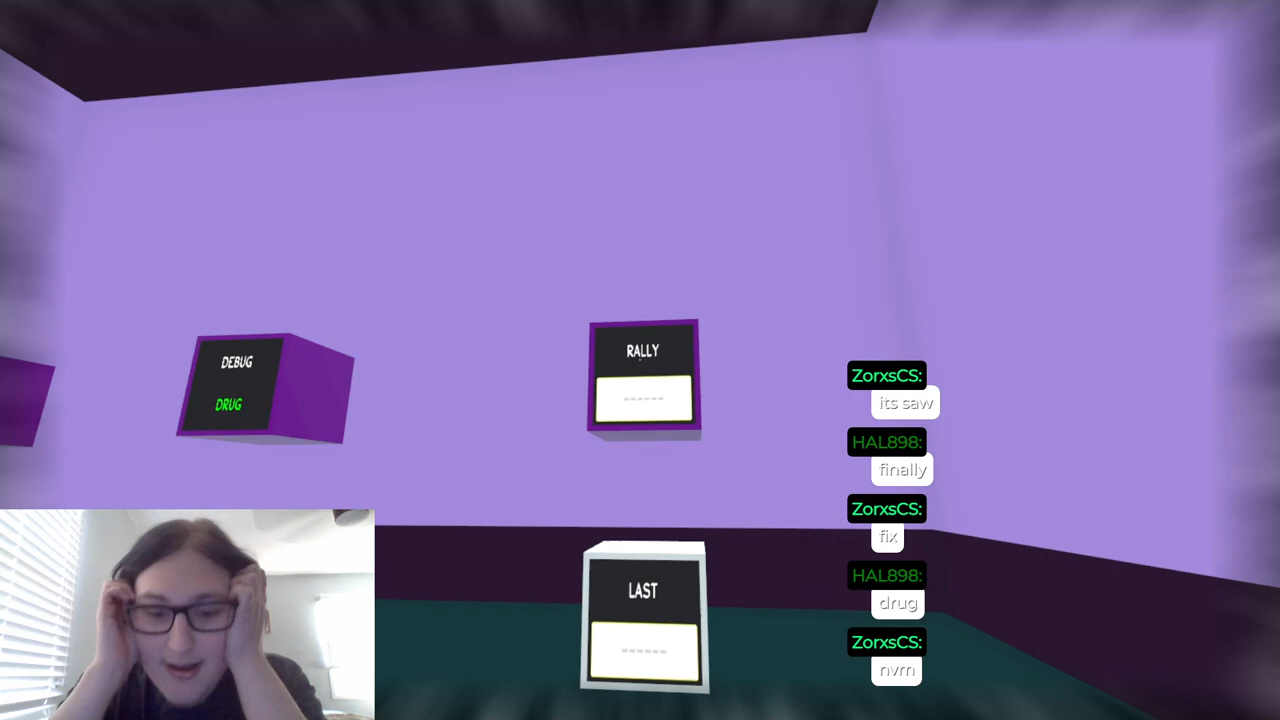 DEBUG
DRUG
RALLY
------
LAST
------
ZorxsCS:
its saw
HAL898:
finally
ZorxsCS:
fix
HAL898:
drug
ZorxsCS:
nvm